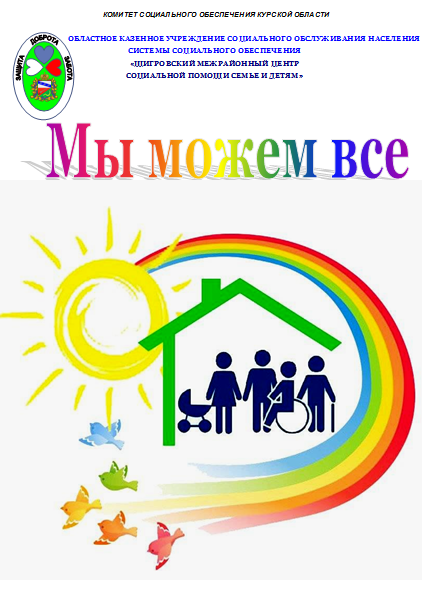 КОМИТЕТ СОЦИАЛЬНОГО ОБЕСПЕЧЕНИЯ КУРСКОЙ ОБЛАСТИ
ОБЛАСТНОЕ КАЗЕННОЕ УЧРЕЖДЕНИЕ СОЦИАЛЬНОГО ОБСЛУЖИВАНИЯ НАСЕЛЕНИЯ
СИСТЕМЫ СОЦИАЛЬНОГО ОБЕСПЕЧЕНИЯ
«ЩИГРОВСКИЙ МЕЖРАЙОННЫЙ ЦЕНТР
СОЦИАЛЬНОЙ ПОМОЩИ СЕМЬЕ И ДЕТЯМ»
ЗАЩИТА ДОБРОТА ЗАБОТА
Мы можем все